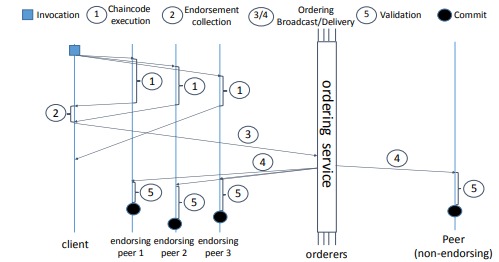 Invocation
1
Chaincode
execution
2
Endorsement
collection
3/4
Ordering
Broadcast/Delivery
5
Validation
Commit
1
1
1
2
3
4
4
5
5
5
5
ordering service
client
endorsing
peer 1
endorsing
peer 2
endorsing
peer 3
orderers
Peer
(non-endorsing)